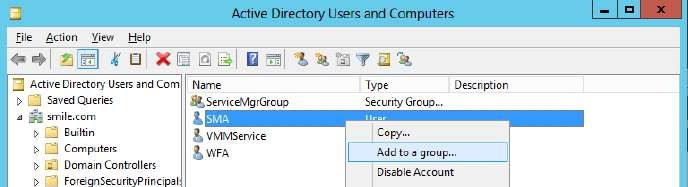 Active Directory Users and Computers
File Action View Help
Active Directory Users and Com
Saved Queries
smile.com
Builtin
Computers
Domain Controllers
ForeignSecurityPrincipals
Name Type Description
ServiceMgrGroup Security Group...
SMA User
VMMService
WFA
Copy...
Add to a group...
Disable Account